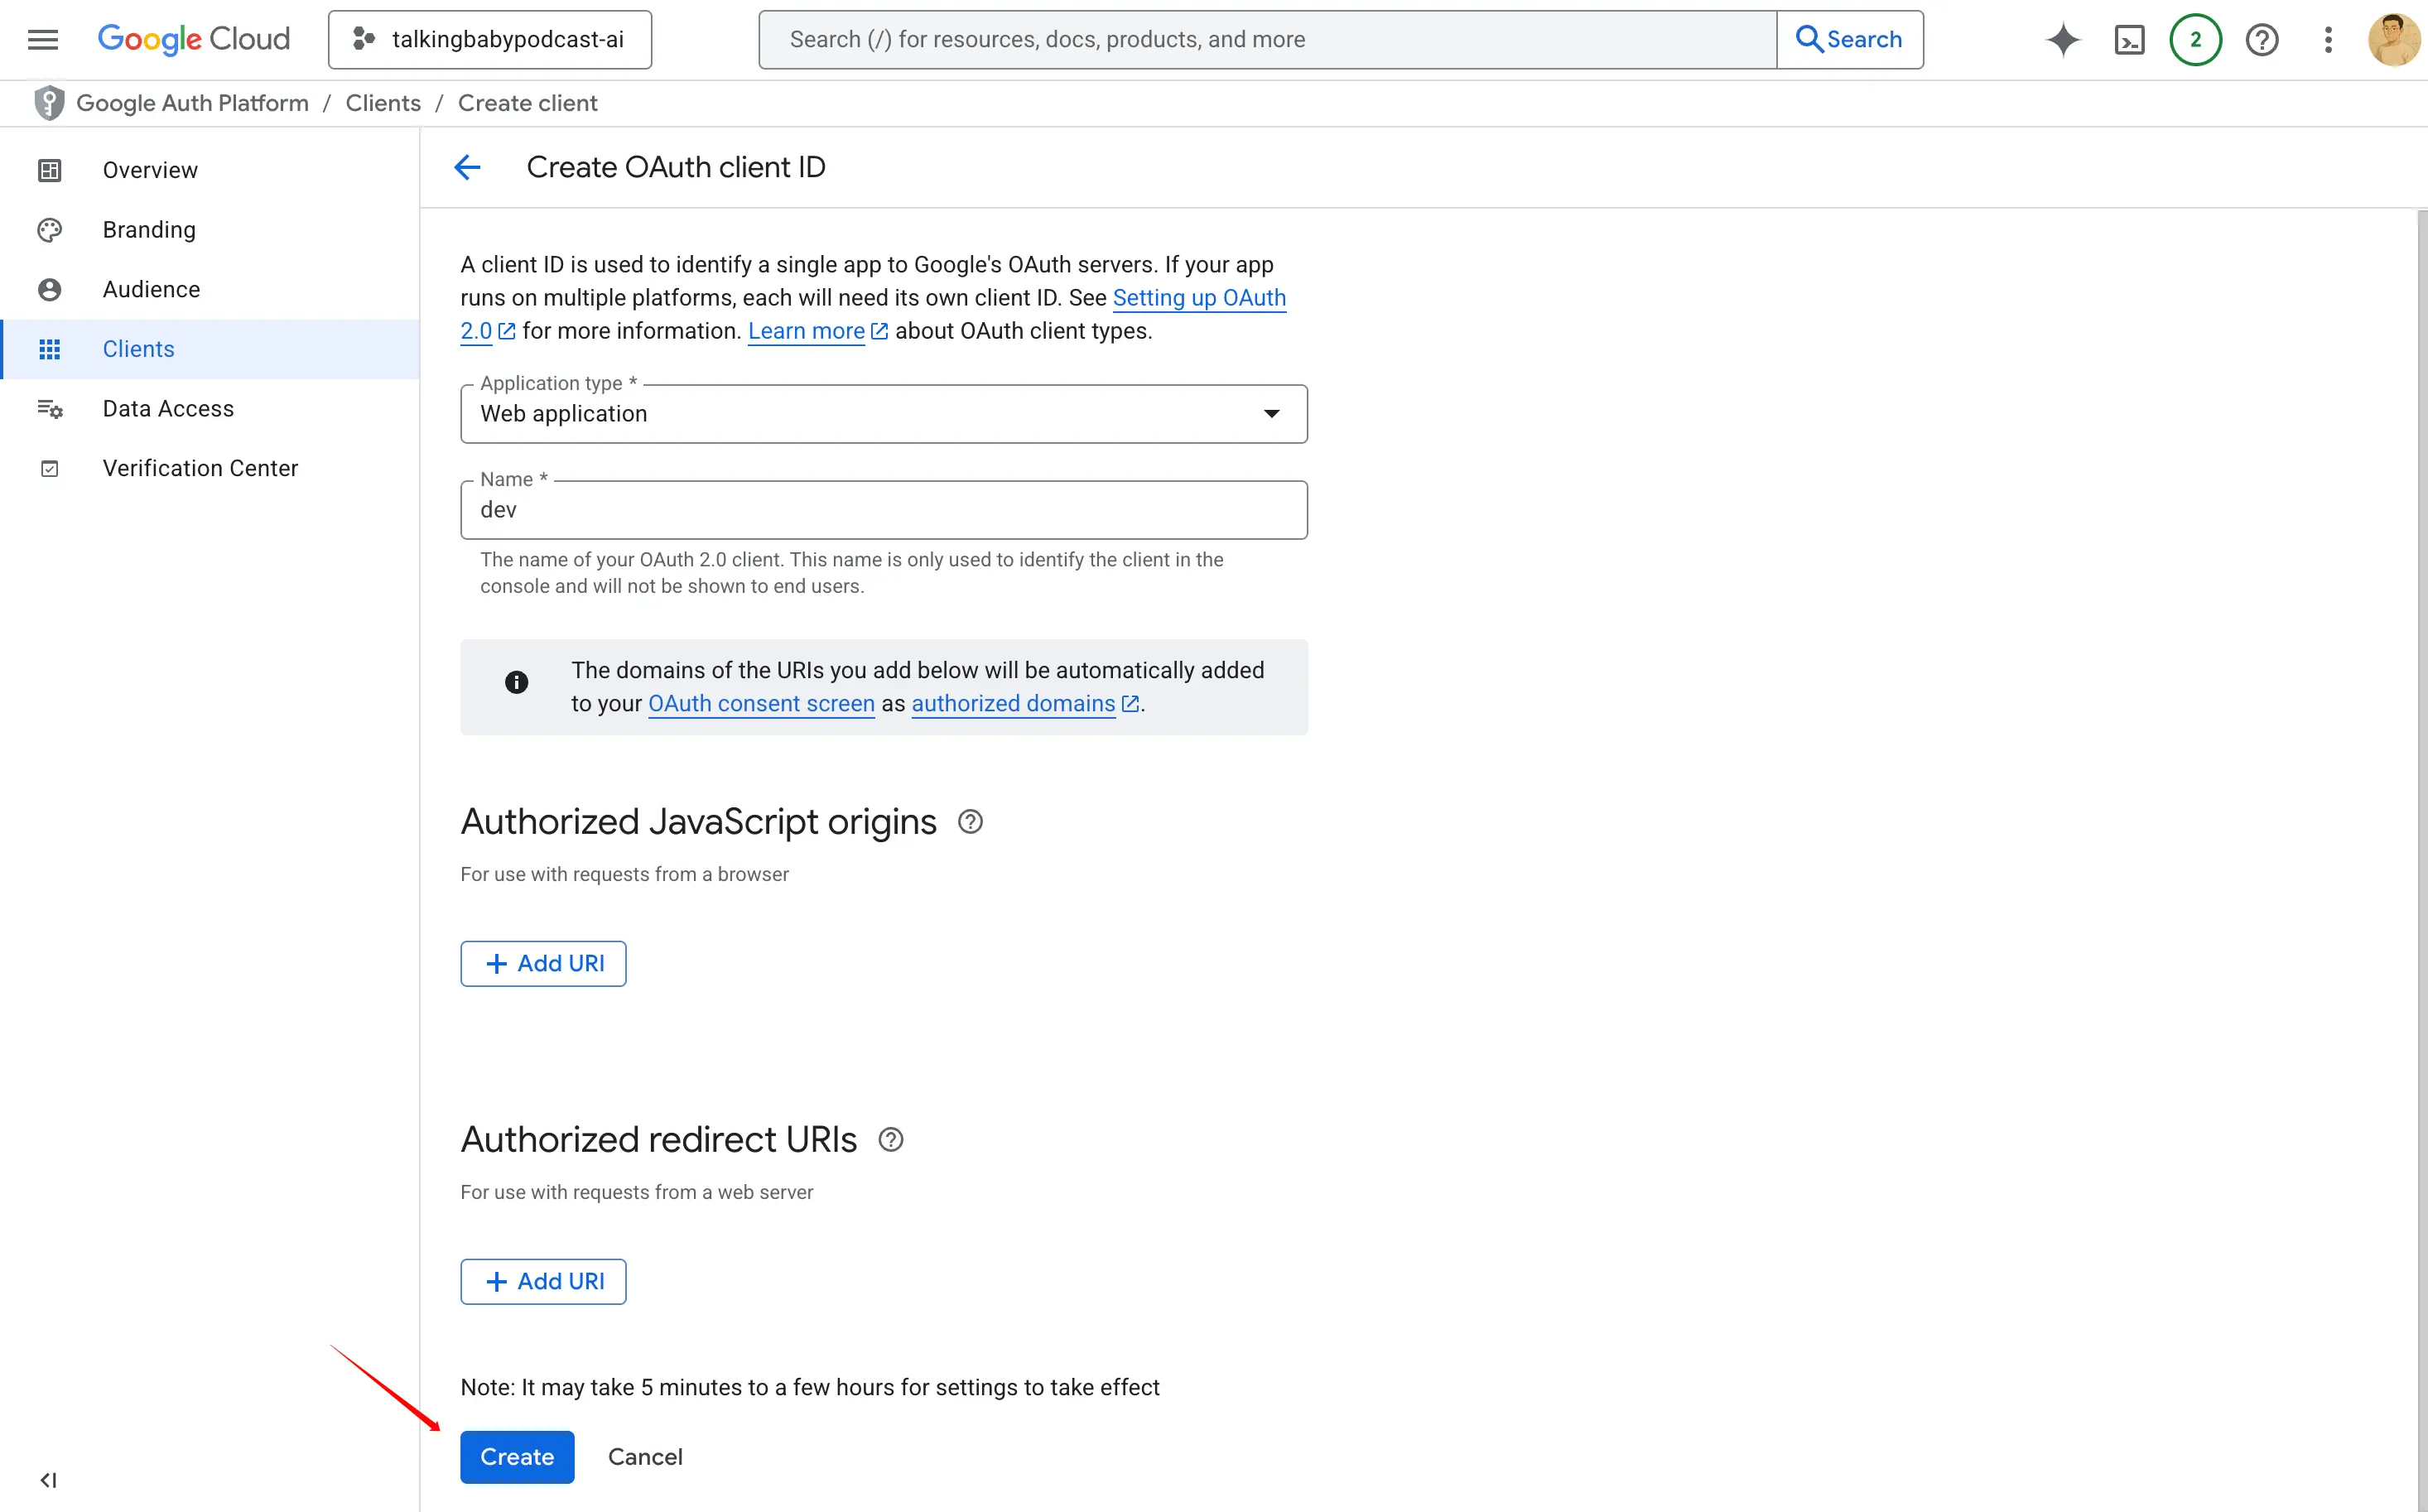 Google Cloud
talkingbabypodcast-ai
Search (/) for resources, docs, products, and more
Search
2
Google Auth Platform / Clients / Create client
Overview
Branding
Audience
Clients
Data Access
Verification Center
Create OAuth client ID
A client ID is used to identify a single app to Google's OAuth servers. If your app
runs on multiple platforms, each will need its own client ID. See Setting up OAuth
2.0 for more information. Learn more about OAuth client types.
Application type *
Web application
Name *
dev
The name of your OAuth 2.0 client. This name is only used to identify the client in the
console and will not be shown to end users.
The domains of the URIs you add below will be automatically added
to your OAuth consent screen as authorized domains.
Authorized JavaScript origins
For use with requests from a browser
+ Add URI
Authorized redirect URIs
For use with requests from a web server
+ Add URI
Note: It may take 5 minutes to a few hours for settings to take effect
Create
Cancel